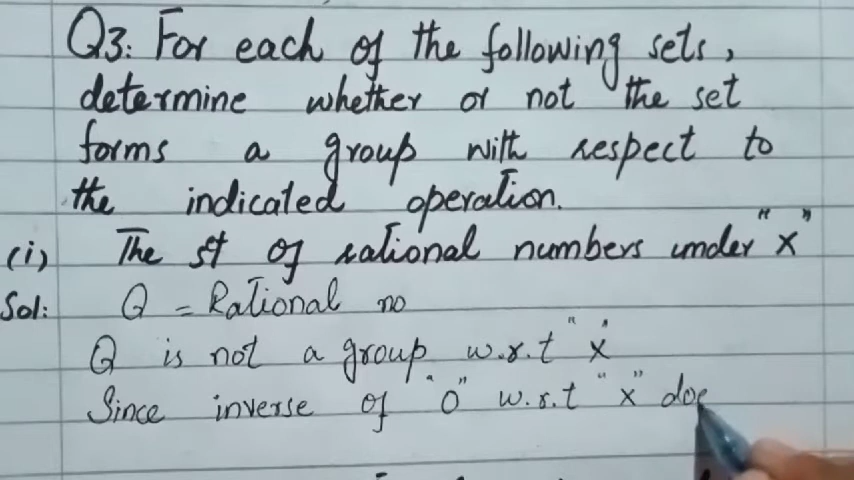 Q3: For each of the following sets,
determine whether or not the set
forms a group with respect to
the indicated operation.
(i) The st of rational numbers under "x"
Sol: Q = Rational no
Q is not a group w.r.t "x"
Since inverse of "0" w.r.t "x" doe